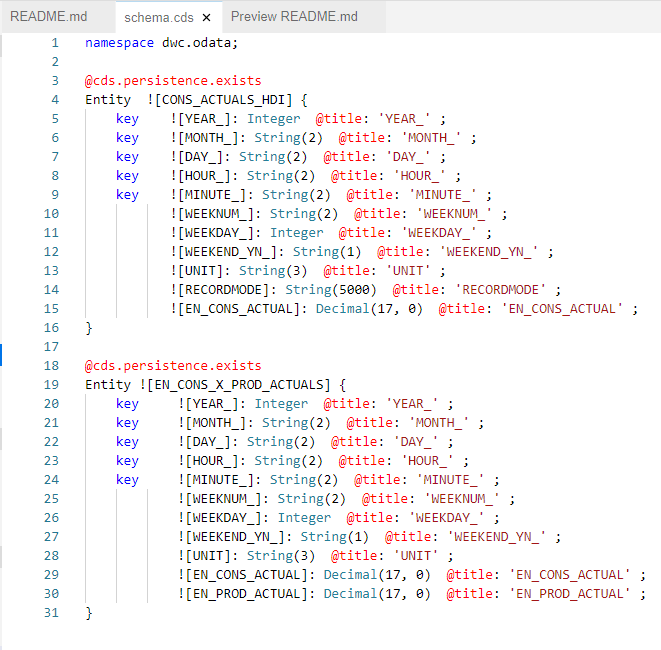 README.md schema.cds × Preview README.md
1 namespace dwc.odata;
2
3 @cds.persistence.exists
4 Entity  ![CONS_ACTUALS_HDI] {
5 key ![YEAR_]: Integer  @title: 'YEAR_' ;
6 key ![MONTH_]: String(2)  @title: 'MONTH_' ;
7 key ![DAY_]: String(2)  @title: 'DAY_' ;
8 key ![HOUR_]: String(2)  @title: 'HOUR_' ;
9 key ![MINUTE_]: String(2)  @title: 'MINUTE_' ;
10 ![WEEKNUM_]: String(2)  @title: 'WEEKNUM_' ;
11 ![WEEKDAY_]: Integer  @title: 'WEEKDAY_' ;
12 ![WEEKEND_YN_]: String(1)  @title: 'WEEKEND_YN_' ;
13 ![UNIT]: String(3)  @title: 'UNIT' ;
14 ![RECORDMODE]: String(5000)  @title: 'RECORDMODE' ;
15 ![EN_CONS_ACTUAL]: Decimal(17, 0)  @title: 'EN_CONS_ACTUAL' ;
16 }
17
18 @cds.persistence.exists
19 Entity ![EN_CONS_X_PROD_ACTUALS] {
20 key ![YEAR_]: Integer  @title: 'YEAR_' ;
21 key ![MONTH_]: String(2)  @title: 'MONTH_' ;
22 key ![DAY_]: String(2)  @title: 'DAY_' ;
23 key ![HOUR_]: String(2)  @title: 'HOUR_' ;
24 key ![MINUTE_]: String(2)  @title: 'MINUTE_' ;
25 ![WEEKNUM_]: String(2)  @title: 'WEEKNUM_' ;
26 ![WEEKDAY_]: Integer  @title: 'WEEKDAY_' ;
27 ![WEEKEND_YN_]: String(1)  @title: 'WEEKEND_YN_' ;
28 ![UNIT]: String(3)  @title: 'UNIT' ;
29 ![EN_CONS_ACTUAL]: Decimal(17, 0)  @title: 'EN_CONS_ACTUAL' ;
30 ![EN_PROD_ACTUAL]: Decimal(17, 0)  @title: 'EN_PROD_ACTUAL' ;
31 }